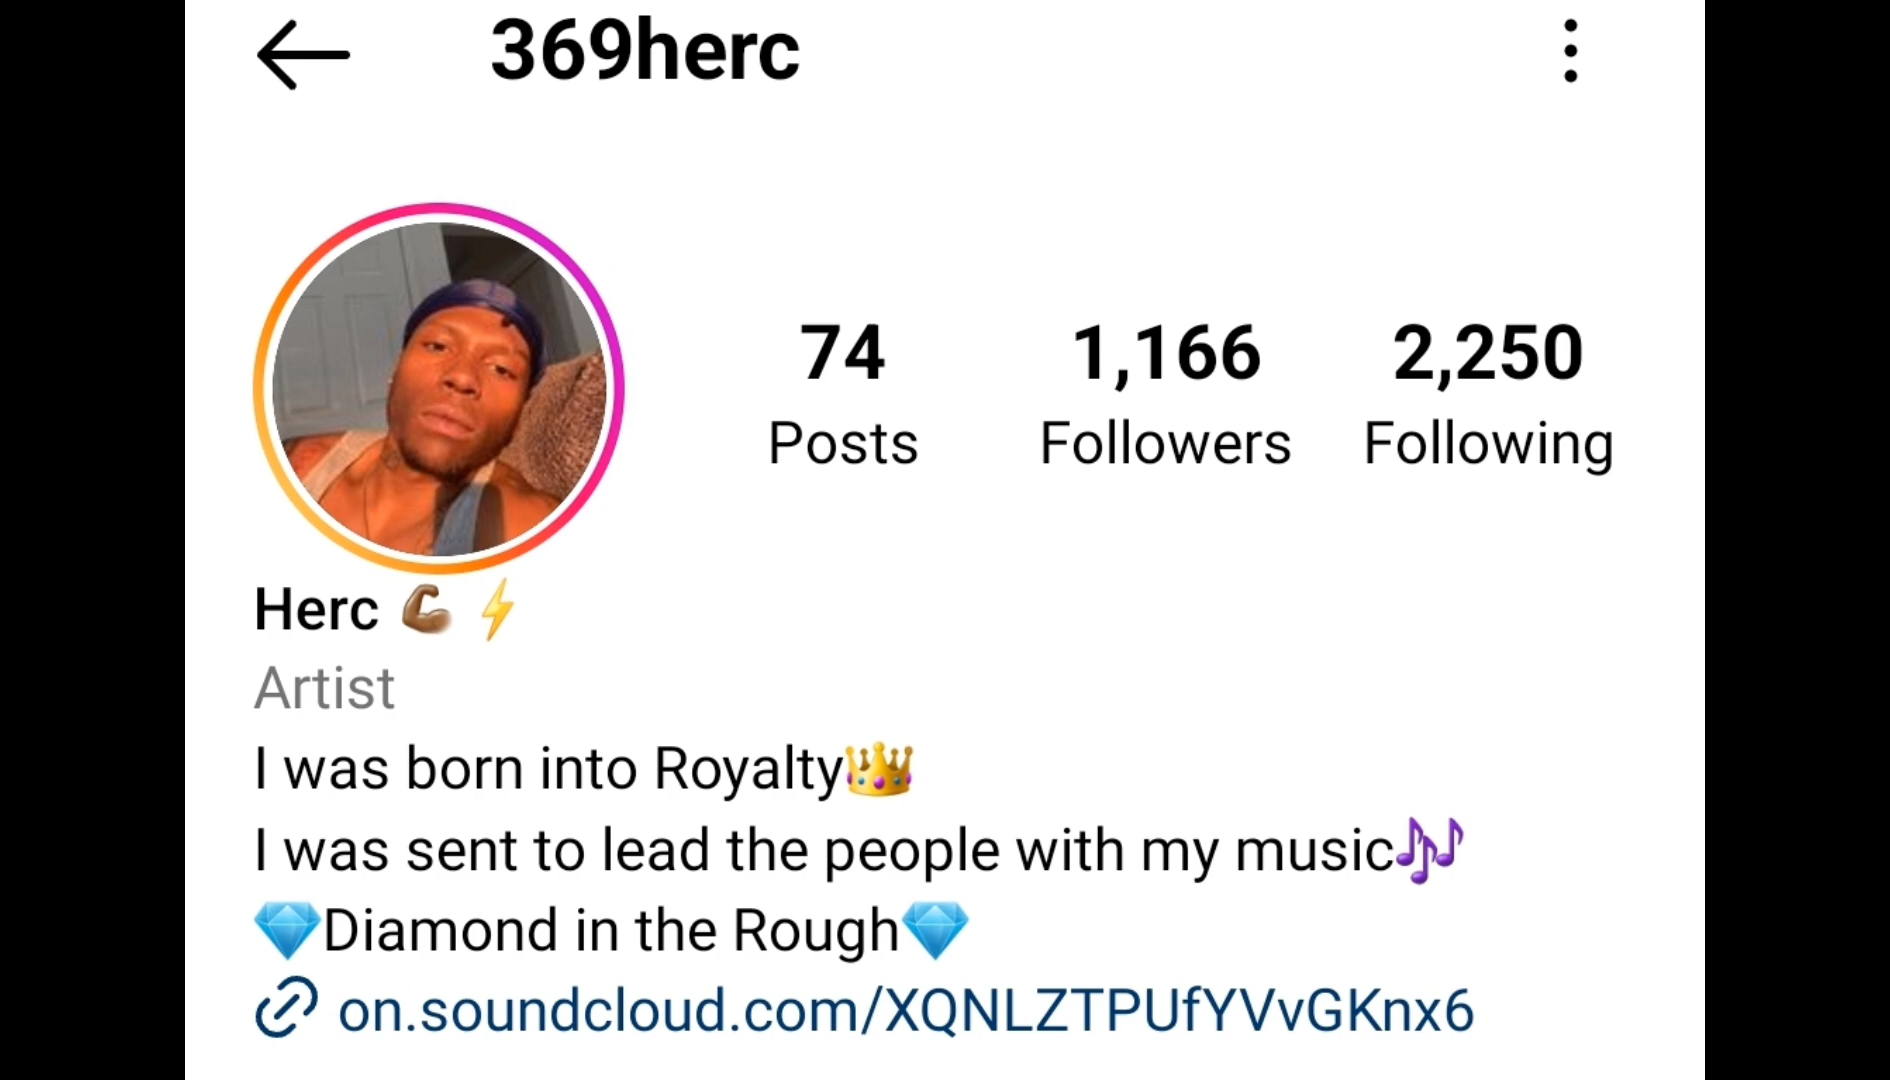 369herc
74 1,166 2,250
Posts Followers Following
Herc 💪🏾 ⚡
Artist
I was born into Royalty👑
I was sent to lead the people with my music🎶
💎Diamond in the Rough💎
on.soundcloud.com/XQNLZTPUfYVvGKnx6